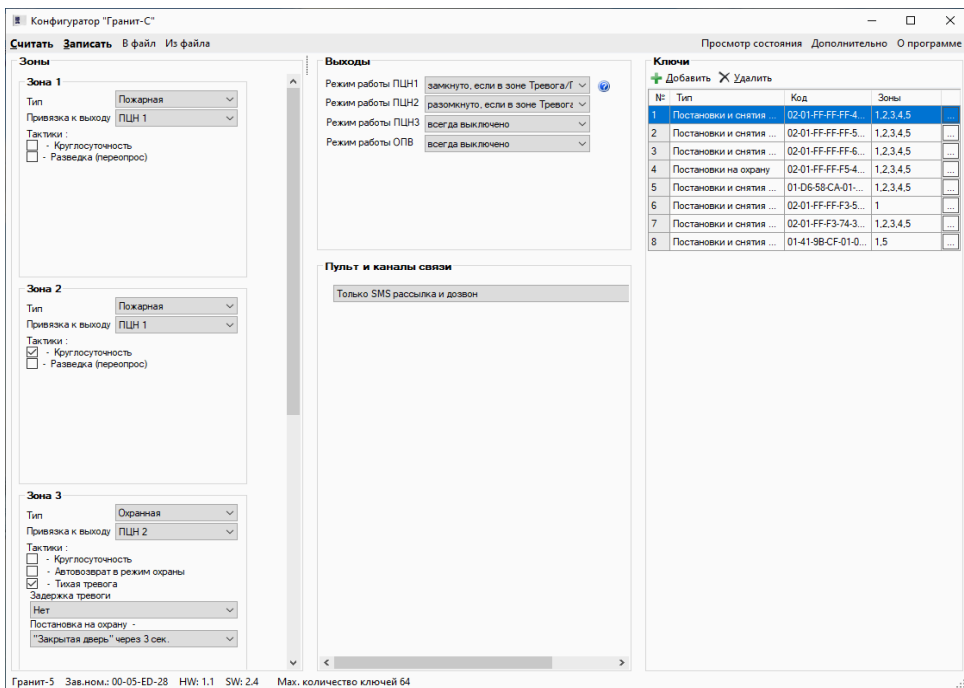 Конфигуратор "Гранит-С"
Считать Записать В файл Из файла
Просмотр состояния Дополнительно О программе
Зоны
Зона 1
Тип Пожарная
Привязка к выходу ПЦН 1
Тактики :
- Круглосуточность
- Разведка (переопрос)
Зона 2
Тип Пожарная
Привязка к выходу ПЦН 1
Тактики :
- Круглосуточность
- Разведка (переопрос)
Зона 3
Тип Охранная
Привязка к выходу ПЦН 2
Тактики :
- Круглосуточность
- Автовозврат в режим охраны
- Тихая тревога
Задержка тревоги
Нет
Постановка на охрану -
"Закрытая дверь" через 3 сек.
Выходы
Режим работы ПЦН1 замкнуто, если в зоне Тревога/Г
Режим работы ПЦН2 разомкнуто, если в зоне Тревога
Режим работы ПЦН3 всегда выключено
Режим работы ОПВ всегда выключено
Пульт и каналы связи
Только SMS рассылка и дозвон
Ключи
Добавить Удалить
№ Тип Код Зоны
1 Постановки и снятия ... 02-01-FF-FF-FF-4... 1,2,3,4,5 ...
2 Постановки и снятия ... 02-01-FF-FF-FF-5... 1,2,3,4,5 ...
3 Постановки и снятия ... 02-01-FF-FF-FF-6... 1,2,3,4,5 ...
4 Постановки на охрану 02-01-FF-FF-F5-4... 1,2,3,4,5 ...
5 Постановки и снятия ... 01-D6-58-CA-01-... 1,2,3,4,5 ...
6 Постановки и снятия ... 02-01-FF-FF-F3-5... 1 ...
7 Постановки и снятия ... 02-01-FF-F3-74-3... 1,2,3,4,5 ...
8 Постановки и снятия ... 01-41-9B-CF-01-0... 1,5 ...
Гранит-5 Зав.ном.: 00-05-ED-28 HW: 1.1 SW: 2.4 Мах. количество ключей 64